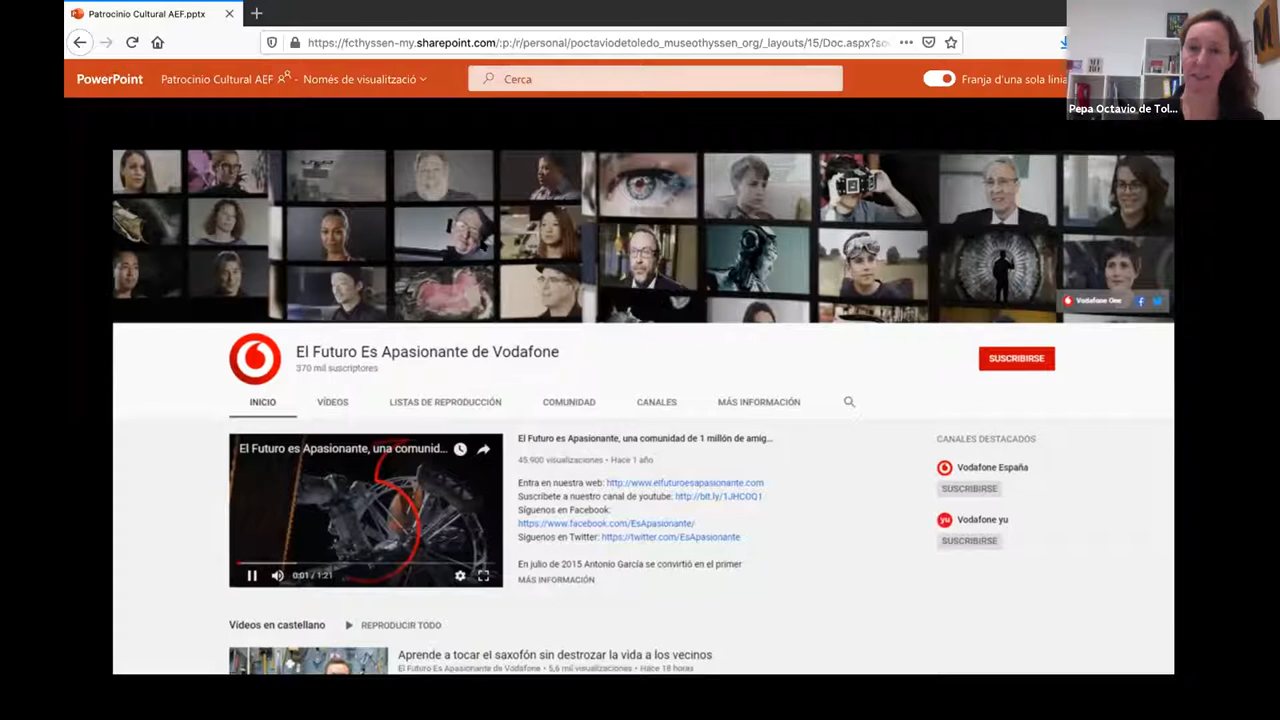 Patrocinio Cultural AEF.pptx
https://fcthyssen-my.sharepoint.com/:p:/r/personal/poctaviodetoledo_museothyssen_org/_layouts/15/Doc.aspx?so
PowerPoint
Patrocinio Cultural AEF
- Només de visualització
Cerca
Franja d'una sola línia
Pepa Octavio de Tol...
Vodafone One
El Futuro Es Apasionante de Vodafone
370 mil suscriptores
SUSCRIBIRSE
INICIO
VÍDEOS
LISTAS DE REPRODUCCIÓN
COMUNIDAD
CANALES
MÁS INFORMACIÓN
El Futuro es Apasionante, una comunid...
0:01 / 1:21
El Futuro es Apasionante, una comunidad de 1 millón de amig...
45.900 visualizaciones • Hace 1 año
Entra en nuestra web: http://www.elfuturoesapasionante.com
Suscríbete a nuestro canal de youtube: http://bit.ly/1JHCOQ1
Síguenos en Facebook:
https://www.facebook.com/EsApasionante/
Síguenos en Twitter: https://twitter.com/EsApasionante
En julio de 2015 Antonio García se convirtió en el primer
MÁS INFORMACIÓN
CANALES DESTACADOS
Vodafone España
SUSCRIBIRSE
yu
Vodafone yu
SUSCRIBIRSE
Vídeos en castellano
REPRODUCIR TODO
Aprende a tocar el saxofón sin destrozar la vida a los vecinos
El Futuro Es Apasionante de Vodafone • 5,6 mil visualizaciones • Hace 18 horas